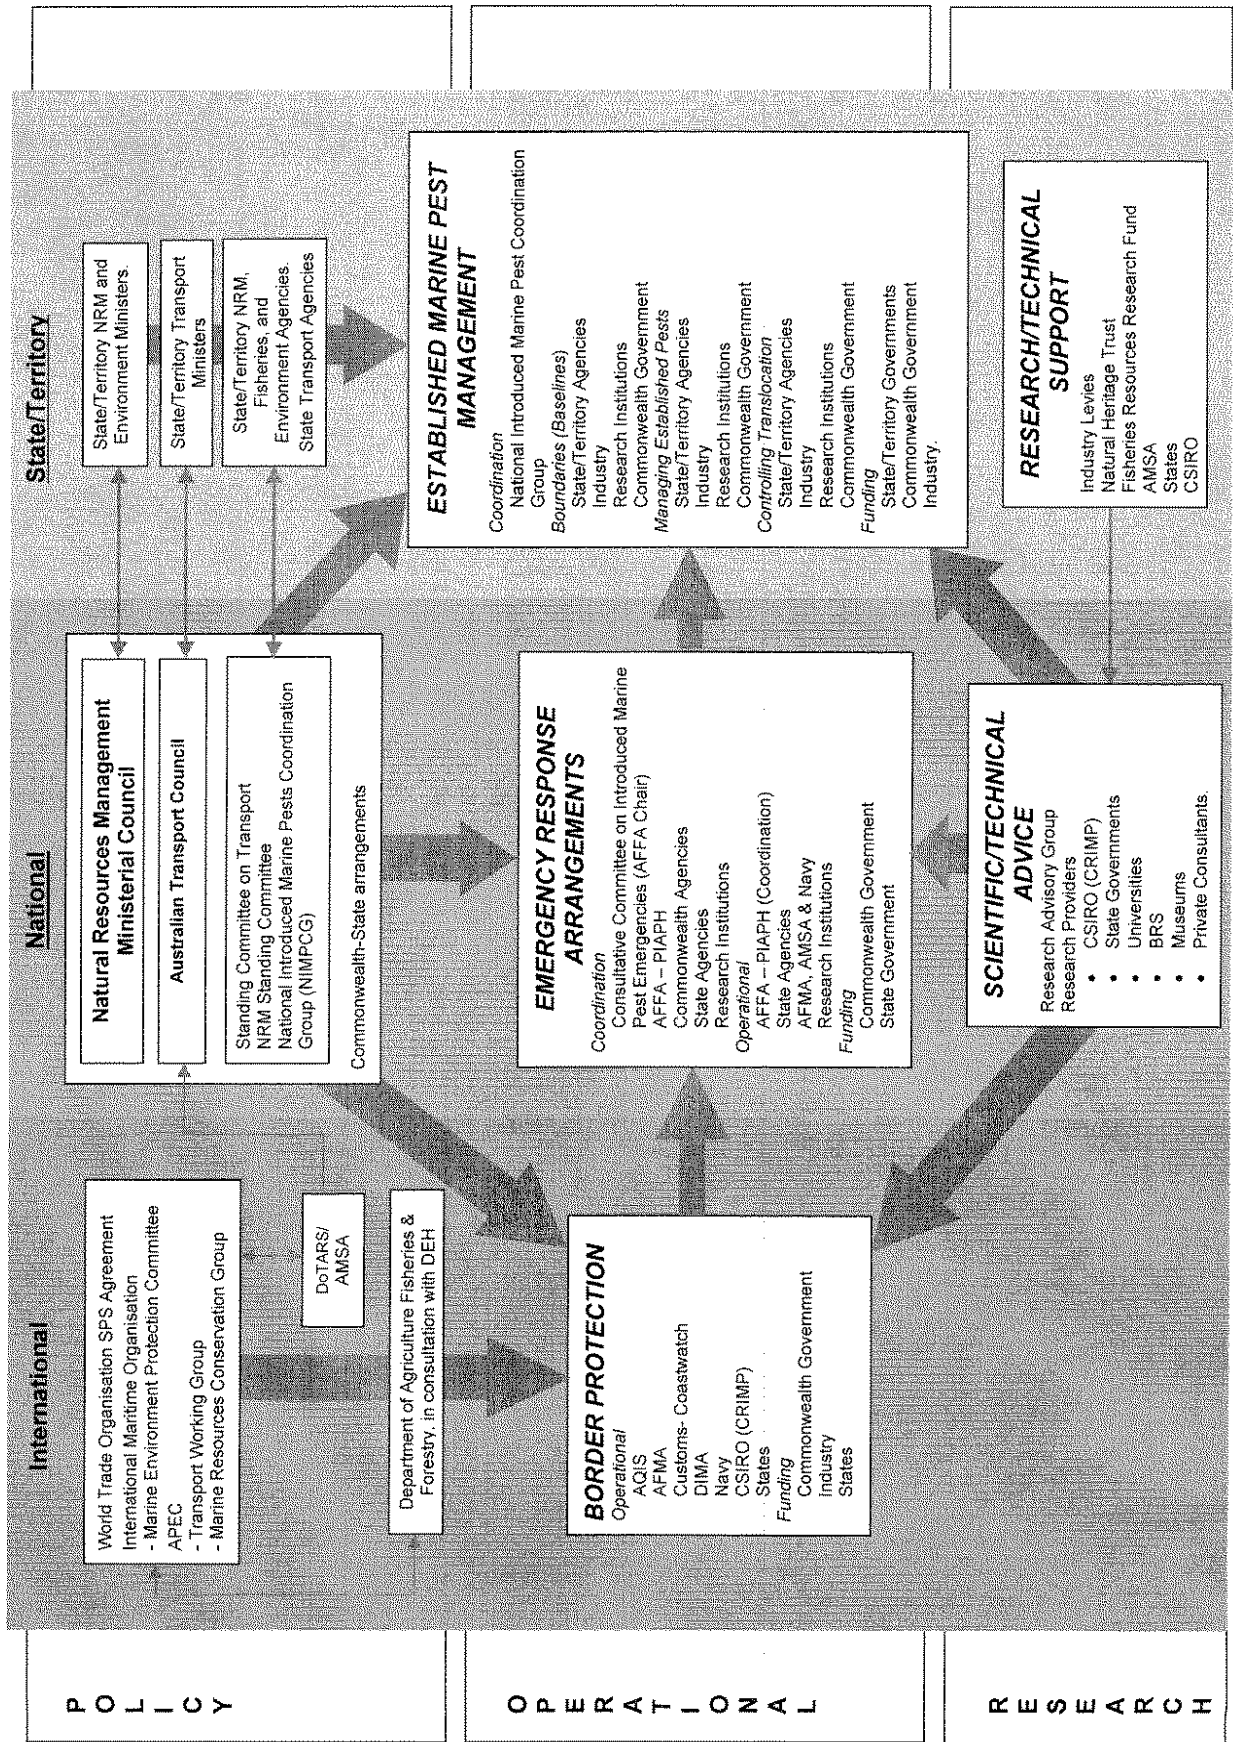 International
National
State/Territory
POLICY
World Trade Organisation SPS Agreement
International Maritime Organisation
- Marine Environment Protection Committee
APEC
- Transport Working Group
- Marine Resources Conservation Group
DoTARS/
AMSA
Department of Agriculture Fisheries &
Forestry, in consultation with DEH
Natural Resources Management
Ministerial Council
Australian Transport Council
Standing Committee on Transport
NRM Standing Committee
National Introduced Marine Pests Coordination
Group (NIMPCG)
Commonwealth-State arrangements
State/Territory NRM and
Environment Ministers.
State/Territory Transport
Ministers
State/Territory NRM,
Fisheries, and
Environment Agencies.
State Transport Agencies
OPERATIONAL
BORDER PROTECTION
Operational
AQIS
AFMA
Customs- Coastwatch
DIMA
Navy
CSIRO (CRIMP)
States
Funding
Commonwealth Government
industry
States
EMERGENCY RESPONSE
ARRANGEMENTS
Coordination
Consultative Committee on Introduced Marine
Pest Emergencies (AFFA Chair)
AFFA – PIAPH
Commonwealth Agencies
State Agencies
Research Institutions
Operational
AFFA – PIAPH (Coordination)
State Agencies
AFMA, AMSA & Navy
Research Institutions
Funding
Commonwealth Government
State Government
ESTABLISHED MARINE PEST
MANAGEMENT
Coordination
National Introduced Marine Pest Coordination
Group
Boundaries (Baselines)
State/Territory Agencies
Industry
Research Institutions
Commonwealth Government
Managing Established Pests
State/Territory Agencies
Industry
Research Institutions
Commonwealth Government
Controlling Translocation
State/Territory Agencies
Industry
Research Institutions
Commonwealth Government
Funding
State/Territory Governments
Commonwealth Government
Industry.
RESEARCH
SCIENTIFIC/TECHNICAL
ADVICE
Research Advisory Group
Research Providers
• CSIRO (CRIMP)
• State Governments
• Universities
• BRS
• Museums
• Private Consultants.
RESEARCH/TECHNICAL
SUPPORT
Industry Levies
Natural Heritage Trust
Fisheries Resources Research Fund
AMSA
States
CSIRO